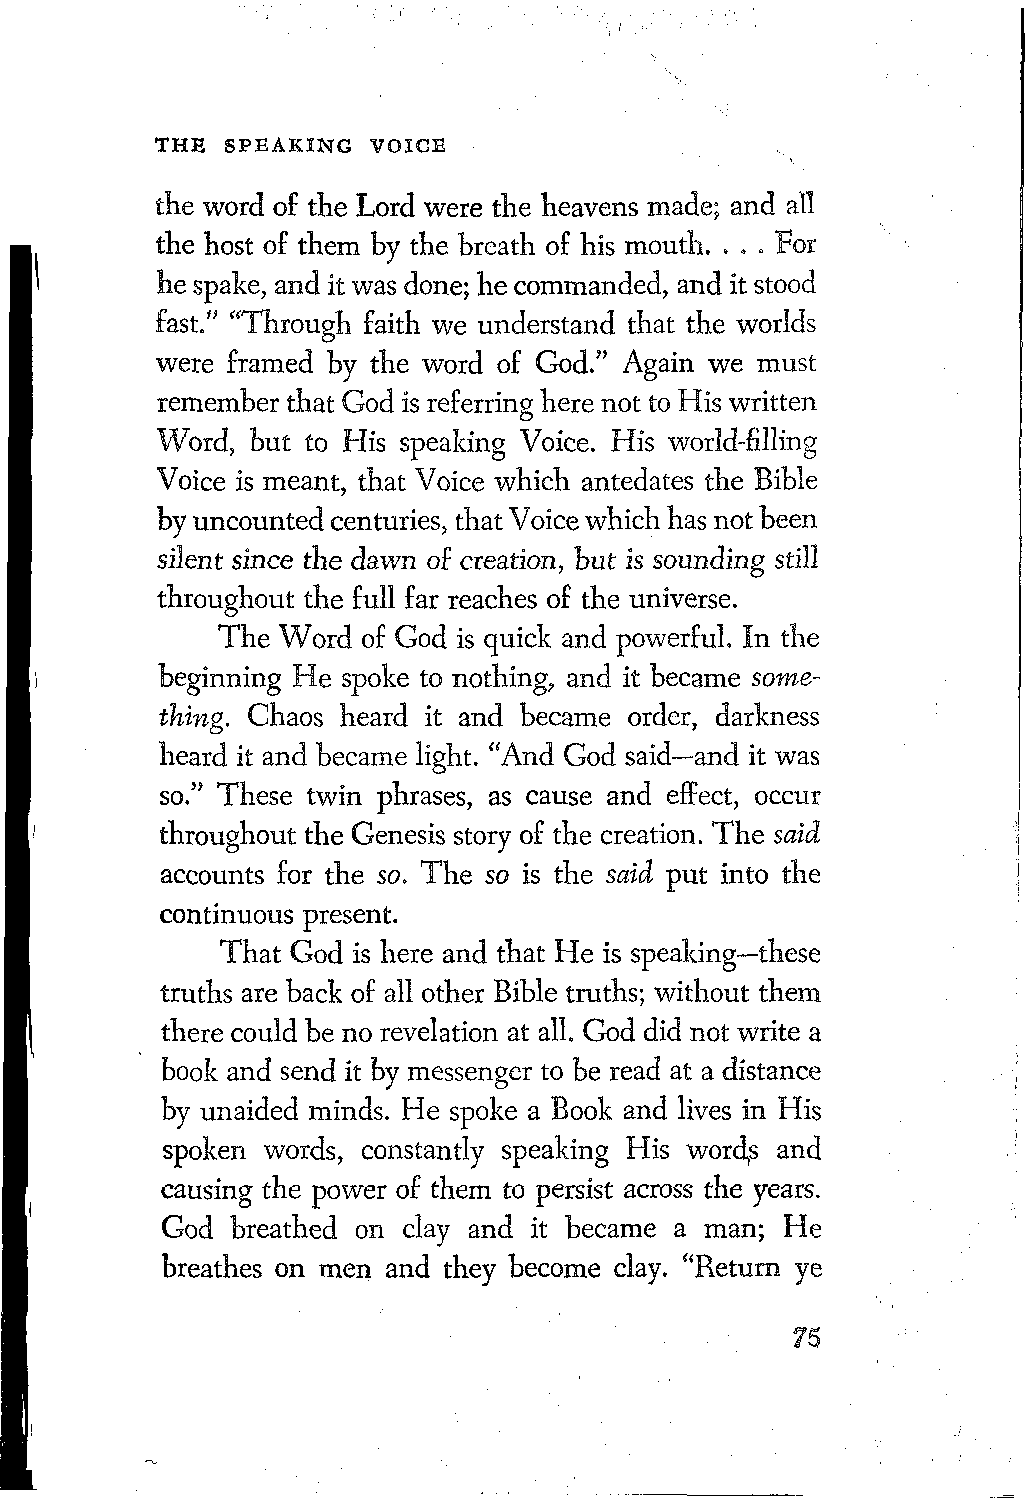 THE SPEAKING VOICE
the word of the Lord were the heavens made; and all
the host of them by the breath of his mouth. . . . For
he spake, and it was done; he commanded, and it stood
fast." "Through faith we understand that the worlds
were framed by the word of God." Again we must
remember that God is referring here not to His written
Word, but to His speaking Voice. His world-filling
Voice is meant, that Voice which antedates the Bible
by uncounted centuries, that Voice which has not been
silent since the dawn of creation, but is sounding still
throughout the full far reaches of the universe.
The Word of God is quick and powerful. In the
beginning He spoke to nothing, and it became some-
thing. Chaos heard it and became order, darkness
heard it and became light. "And God said—and it was
so." These twin phrases, as cause and effect, occur
throughout the Genesis story of the creation. The said
accounts for the so. The so is the said put into the
continuous present.
That God is here and that He is speaking—these
truths are back of all other Bible truths; without them
there could be no revelation at all. God did not write a
book and send it by messenger to be read at a distance
by unaided minds. He spoke a Book and lives in His
spoken words, constantly speaking His words and
causing the power of them to persist across the years.
God breathed on clay and it became a man; He
breathes on men and they become clay. "Return ye
75